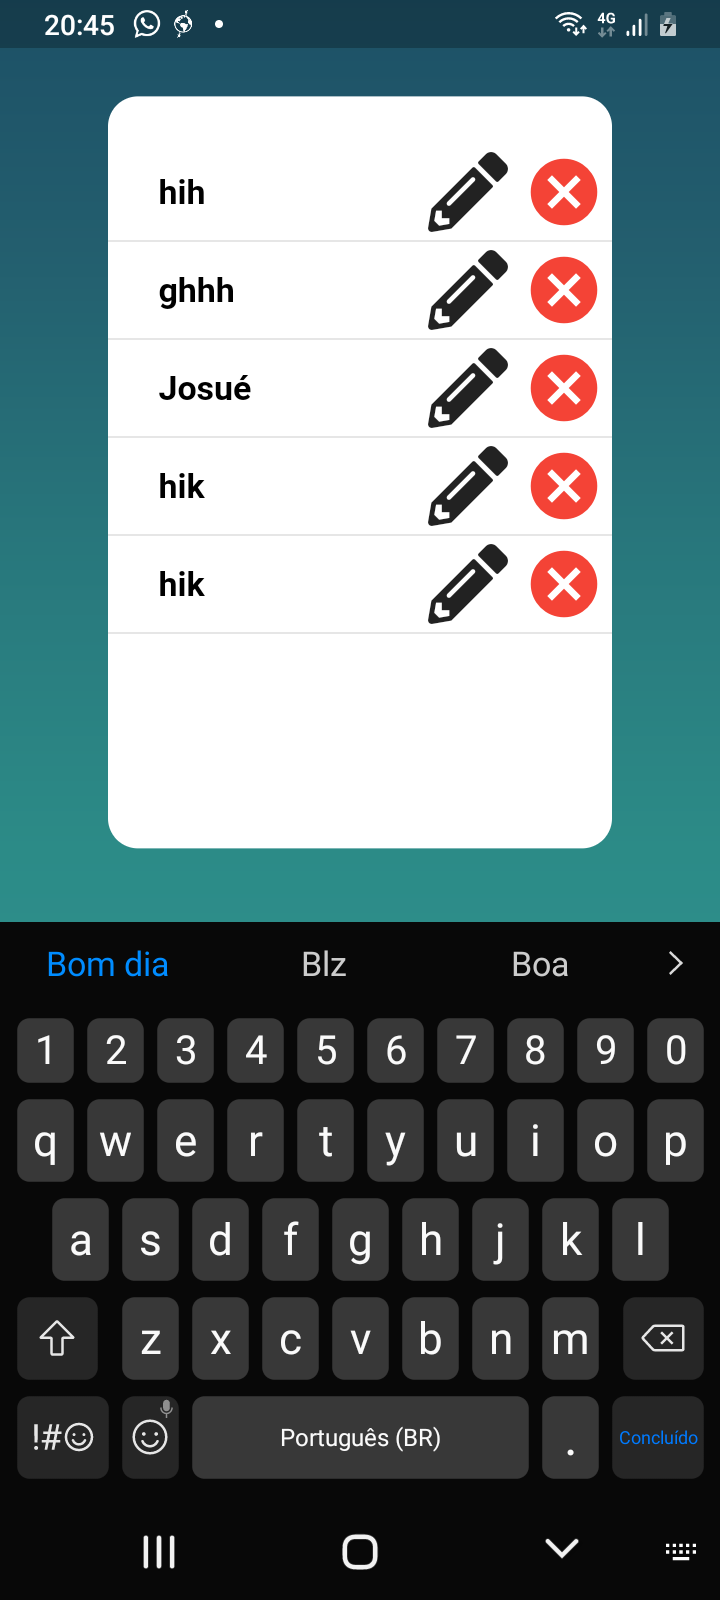 20:45 4G
hih
ghhh
Josué
hik
hik
Bom dia Blz Boa
1 2 3 4 5 6 7 8 9 0
q w e r t y u i o p
a s d f g h j k l
z x c v b n m
!# Português (BR) . Concluído